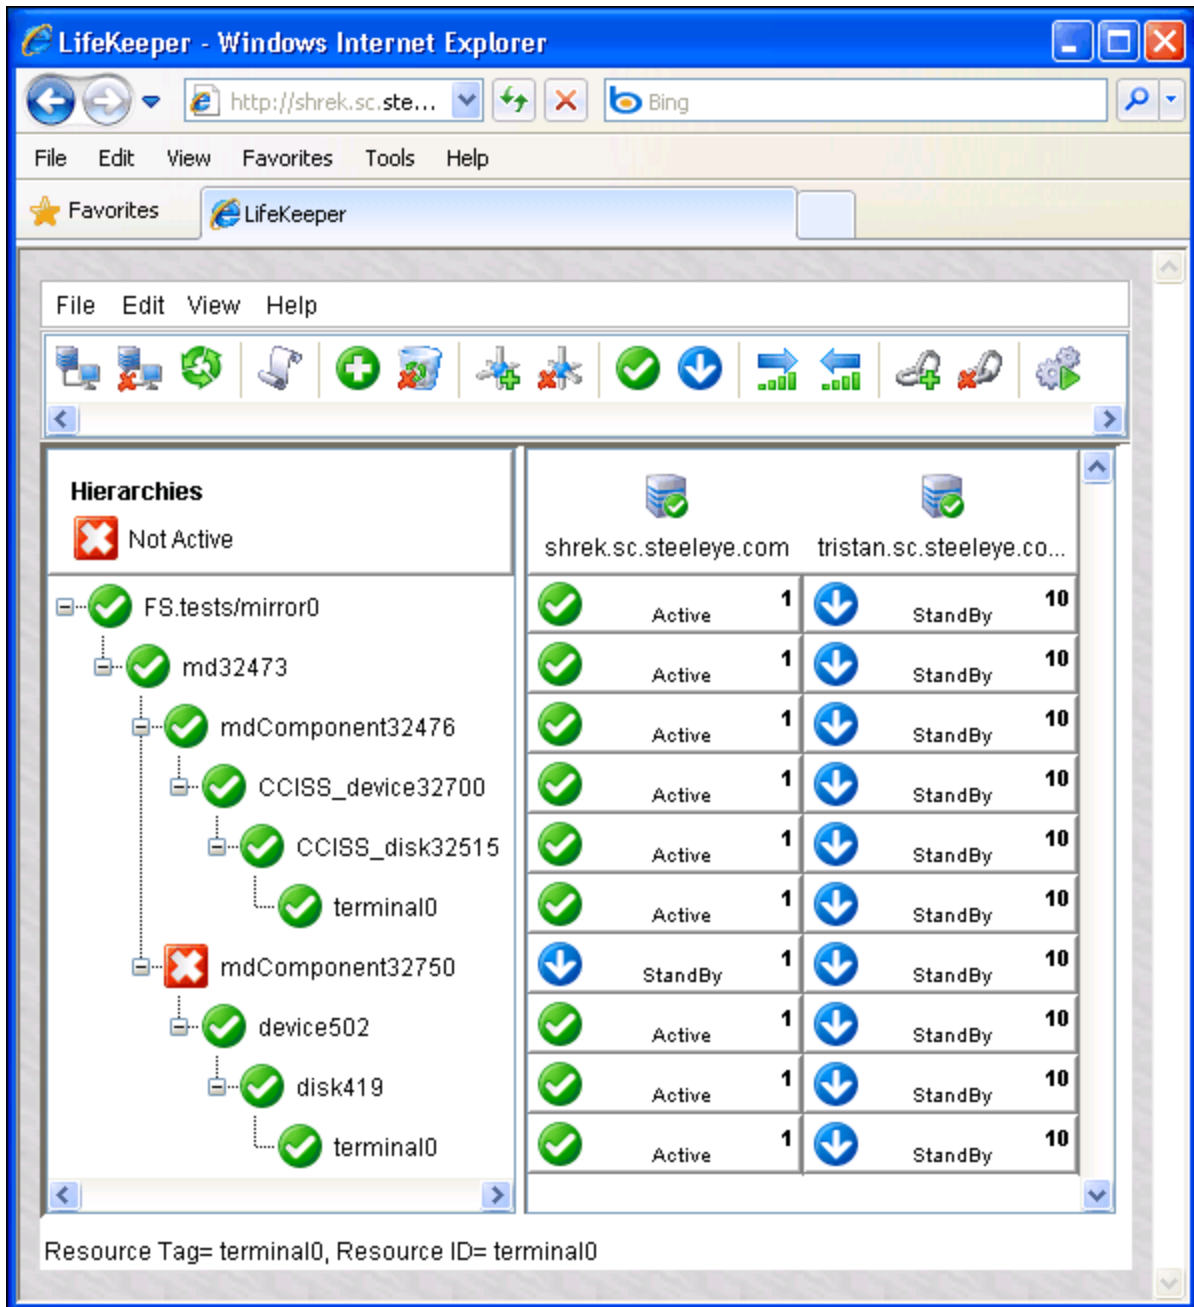 LifeKeeper - Windows Internet Explorer
http://shrek.sc.ste... Bing
File Edit View Favorites Tools Help
Favorites LifeKeeper
File Edit View Help
Hierarchies
Not Active
shrek.sc.steeleye.com tristan.sc.steeleye.co...
FS.tests/mirror0 Active 1 StandBy 10
md32473 Active 1 StandBy 10
mdComponent32476 Active 1 StandBy 10
CCISS_device32700 Active 1 StandBy 10
CCISS_disk32515 Active 1 StandBy 10
terminal0 Active 1 StandBy 10
mdComponent32750 StandBy 1 StandBy 10
device502 Active 1 StandBy 10
disk419 Active 1 StandBy 10
terminal0 Active 1 StandBy 10
Resource Tag= terminal0, Resource ID= terminal0